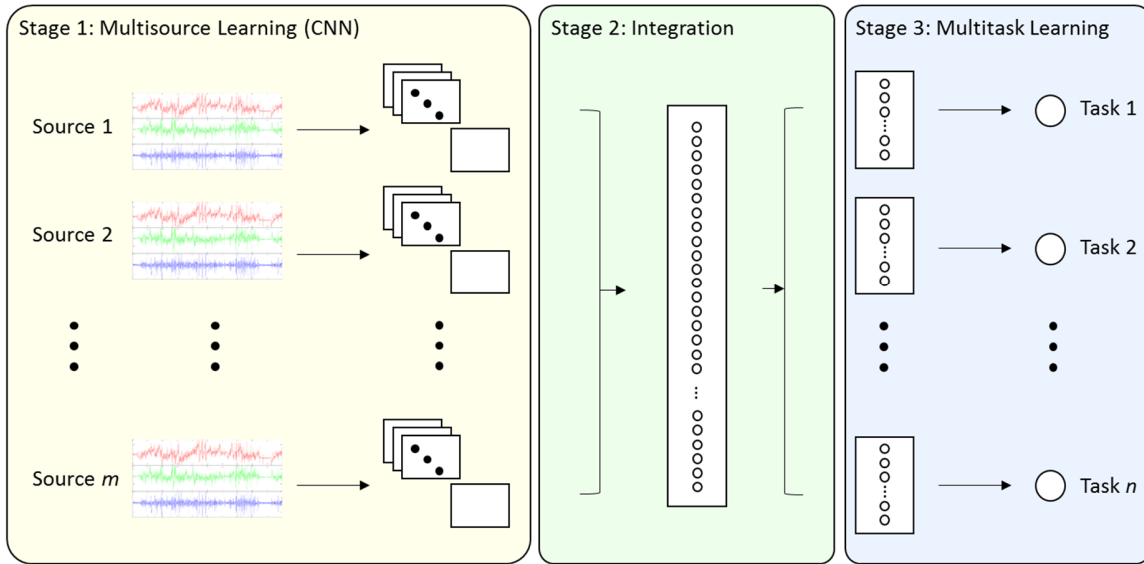 Stage 1: Multisource Learning (CNN)
Stage 2: Integration
Stage 3: Multitask Learning
Source 1
Task 1
Source 2
Task 2
Source m
Task n